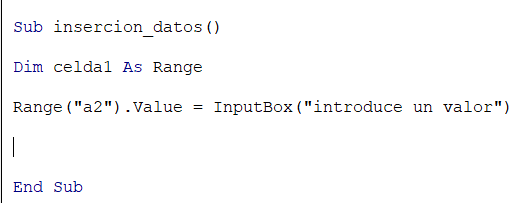 Sub insercion_datos()
Dim celda1 As Range
Range("a2").Value = InputBox("introduce un valor")
End Sub